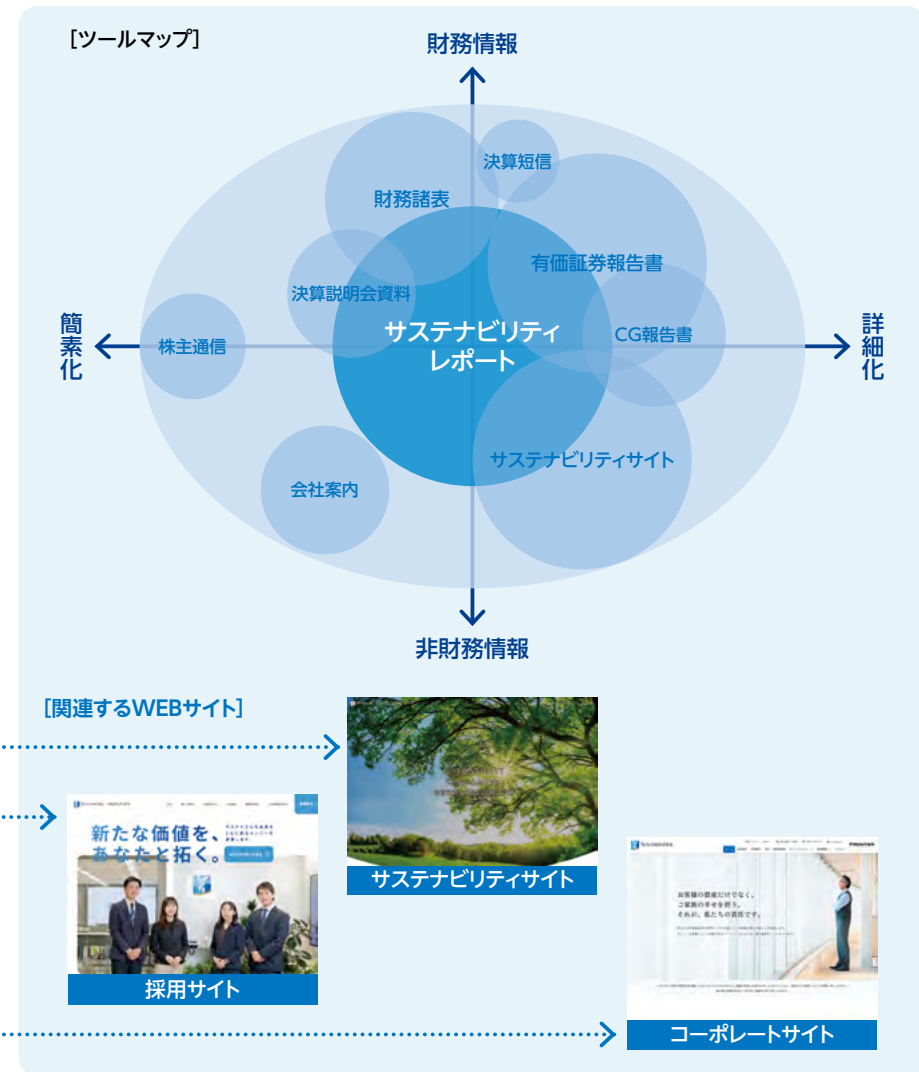 [ツールマップ]
財務情報
決算短信
財務諸表
有価証券報告書
決算説明会資料
簡素化
株主通信
サステナビリティ
レポート
CG報告書
詳細化
サステナビリティサイト
会社案内
非財務情報
[関連するWEBサイト]
サステナビリティサイト
新たな価値を、
あなたと拓く。
採用サイト
お客様の資産だけでなく、
ご家族の幸せを担う。
それが、私たちの責任です。
コーポレートサイト